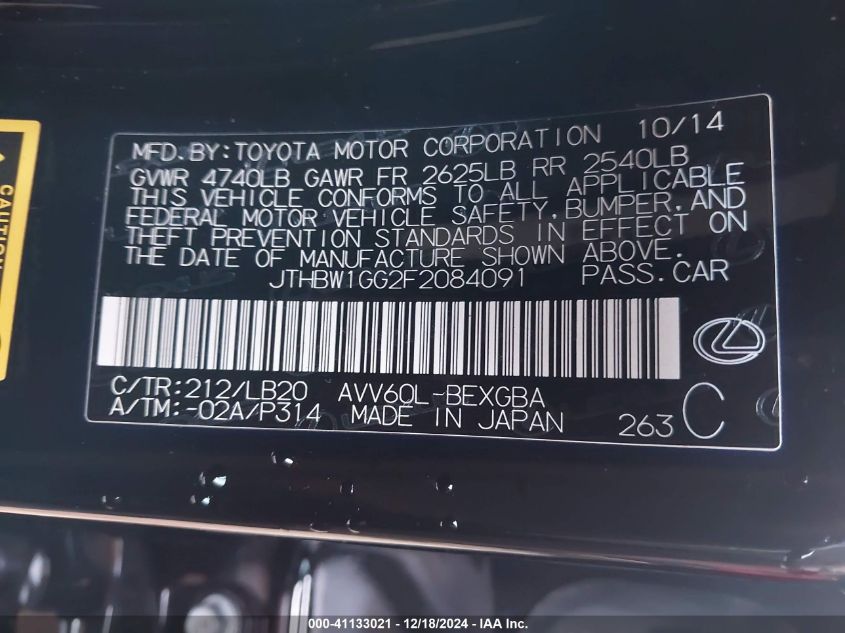 MFD.BY:TOYOTA MOTOR CORPORATION 10/14
GVWR 4740LB GAWR FR 2625LB RR 2540LB
THIS VEHICLE CONFORMS TO ALL APPLICABLE
FEDERAL MOTOR VEHICLE SAFETY, BUMPER, AND
THEFT PREVENTION STANDARDS IN EFFECT ON
THE DATE OF MANUFACTURE SHOWN ABOVE.
JTHBW1GG2F2084091 PASS.CAR
C/TR:212/LB20 AVV60L-BEXGBA
A/TM:-02A/P314 MADE IN JAPAN 263 C
CAUTION
000-41133021 - 12/18/2024 - IAA Inc.